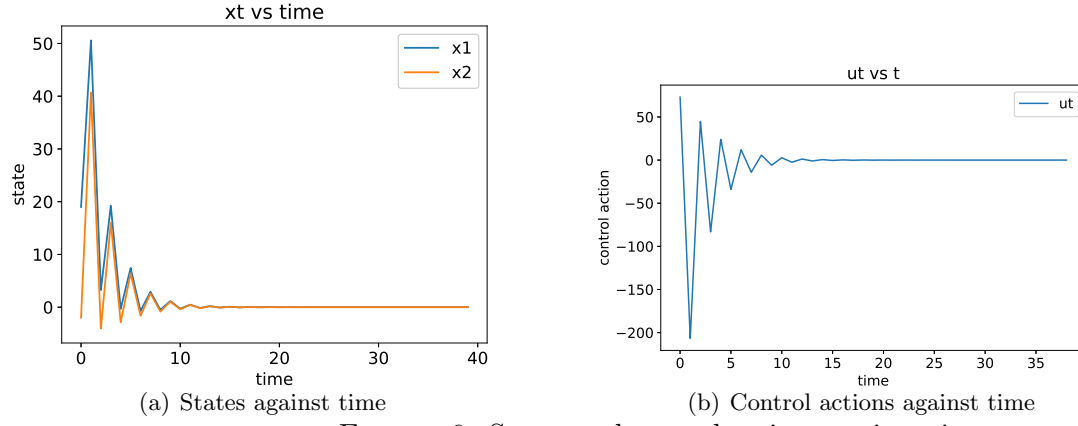 xt vs time
x1
x2
50
40
30
20
10
0
state
0 10 20 30 40
time
(a) States against time
ut vs t
ut
50
0
−50
−100
−150
−200
control action
0 5 10 15 20 25 30 35
time
(b) Control actions against time